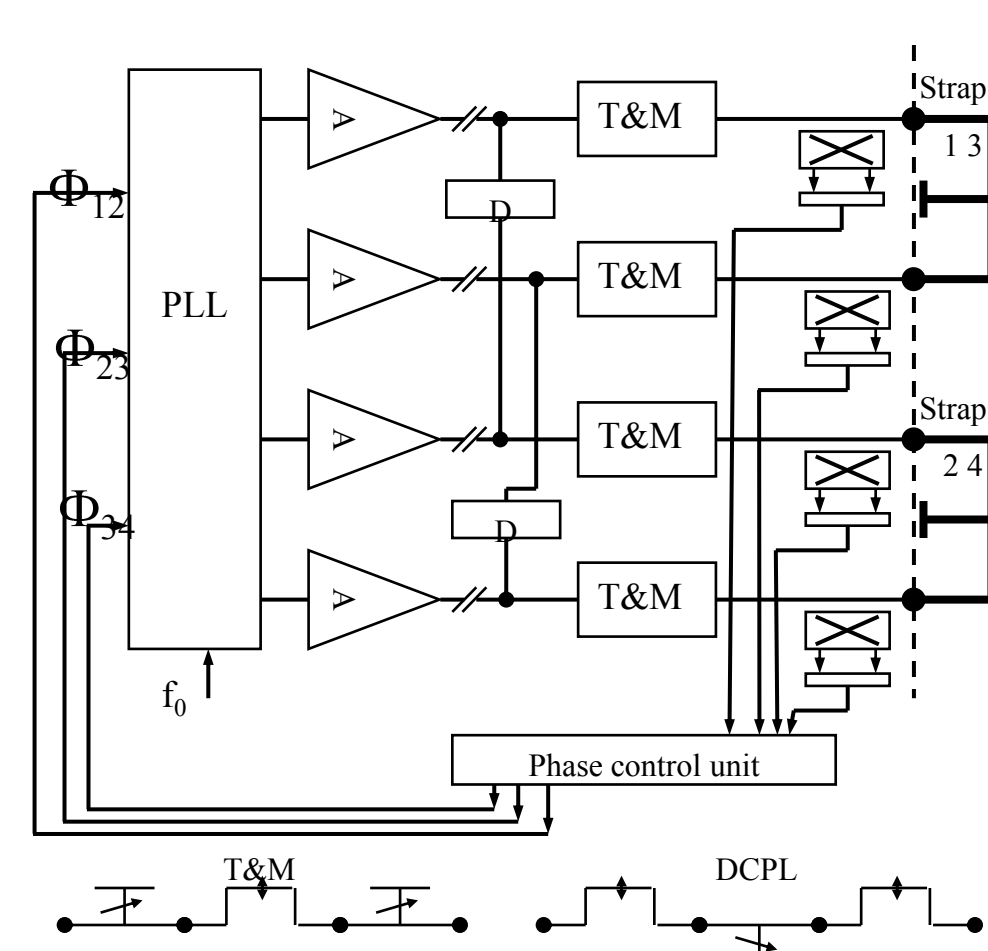 Strap
A
T&M
1 3
Φ12
D
A
T&M
PLL
Φ23
Strap
A
T&M
2 4
Φ34
D
A
T&M
f0
Phase control unit
T&M
DCPL